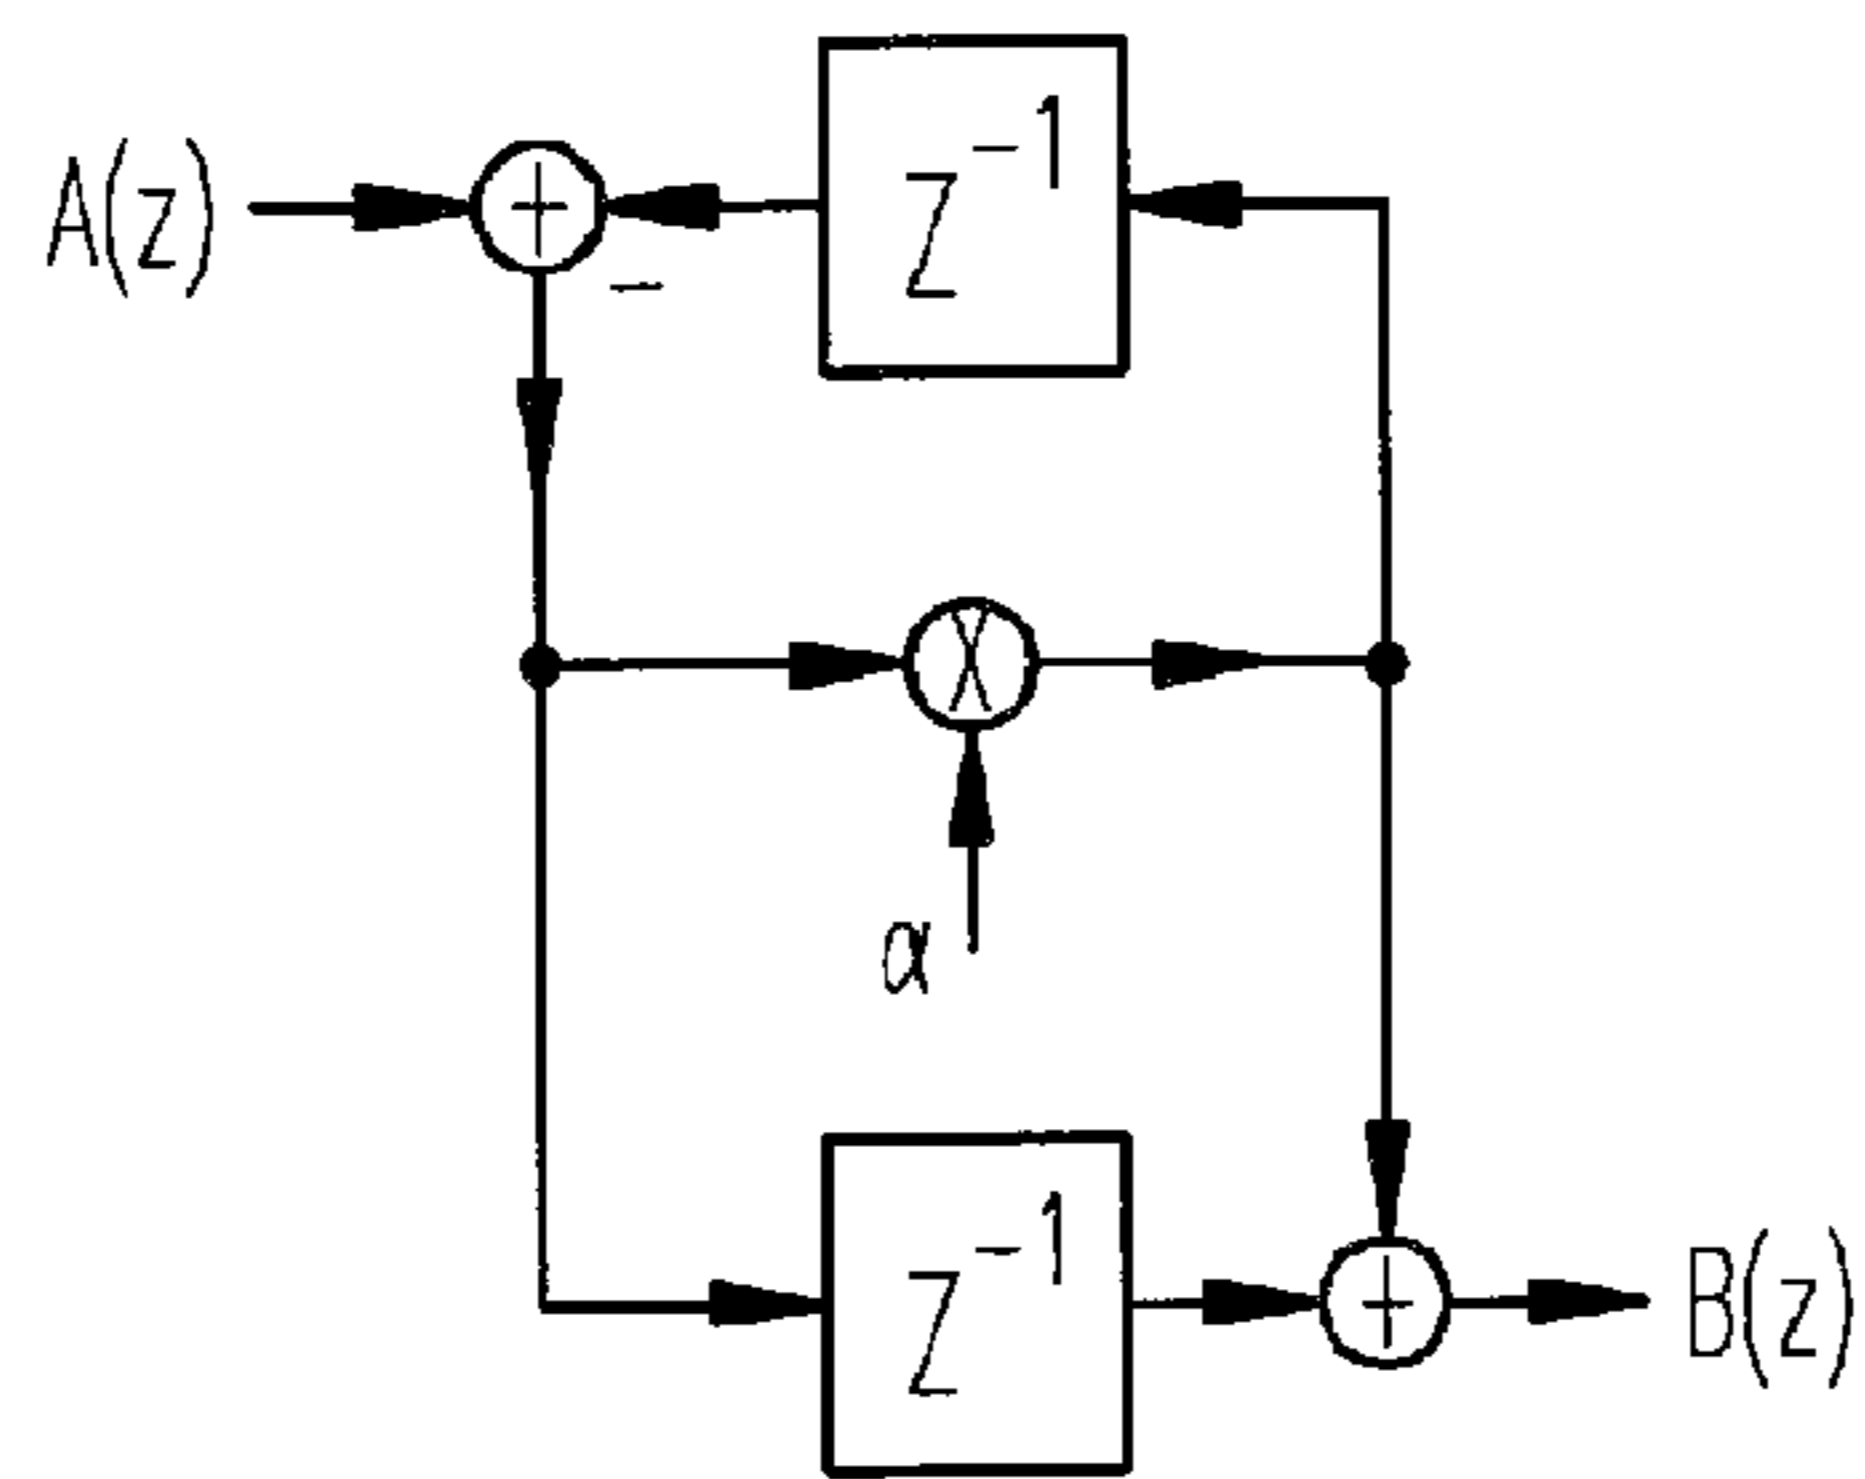 A(z)
+
−
z⁻¹
X
α
z⁻¹
+
B(z)